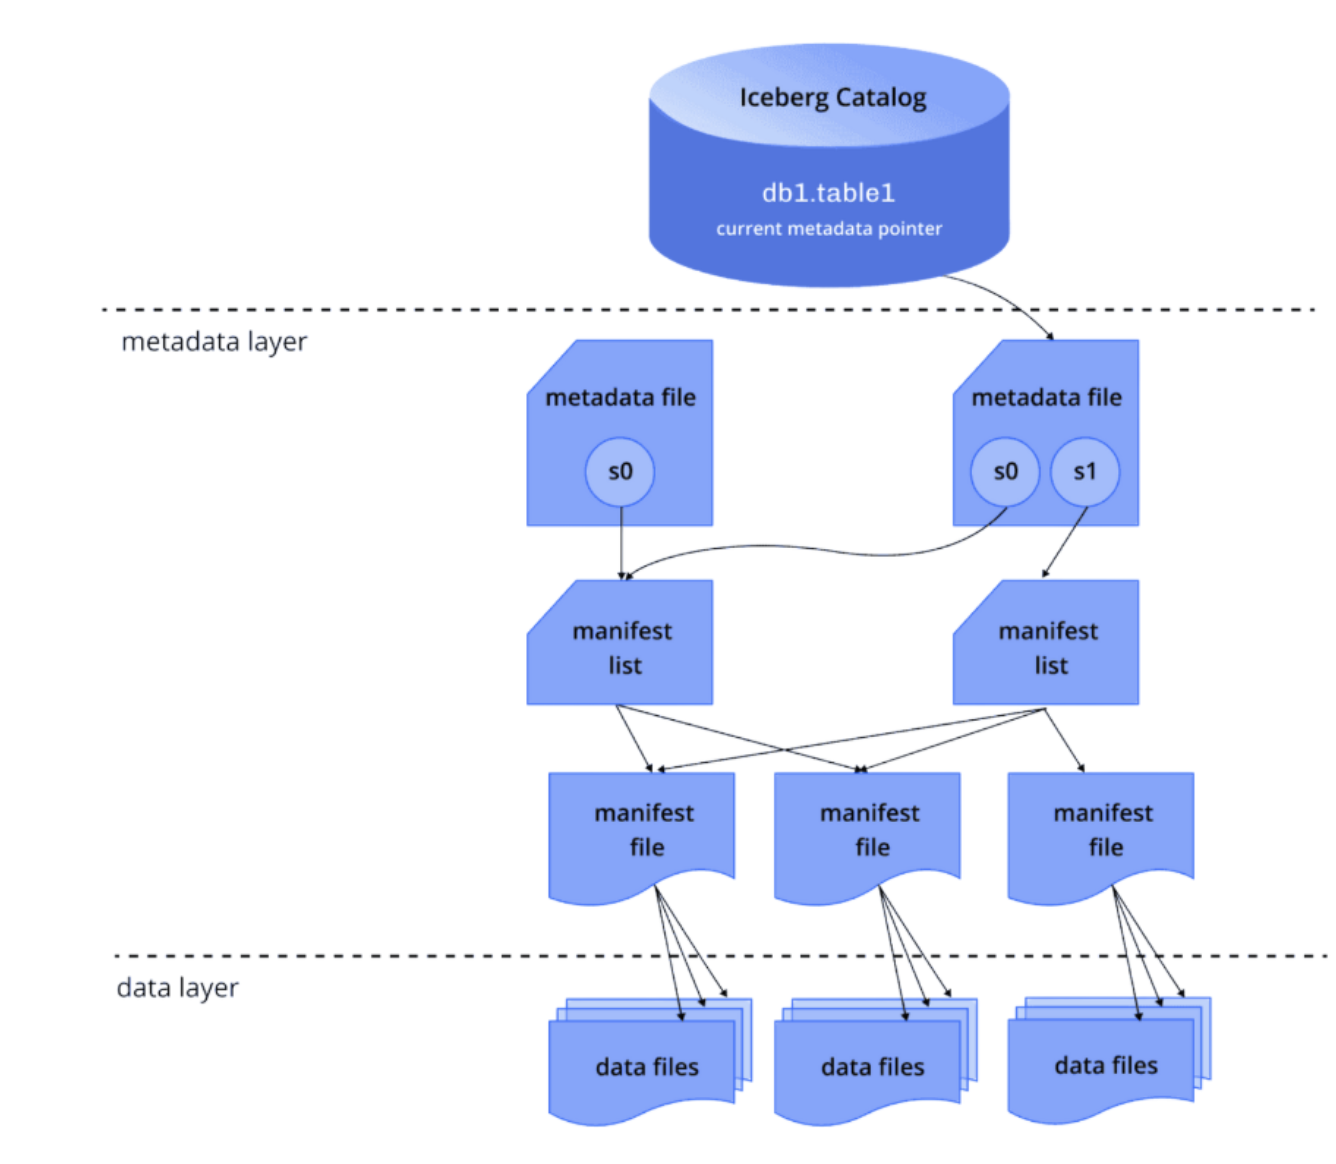 Iceberg Catalog
db1.table1
current metadata pointer
metadata layer
metadata file
s0
metadata file
s0
s1
manifest
list
manifest
list
manifest
file
manifest
file
manifest
file
data layer
data files
data files
data files